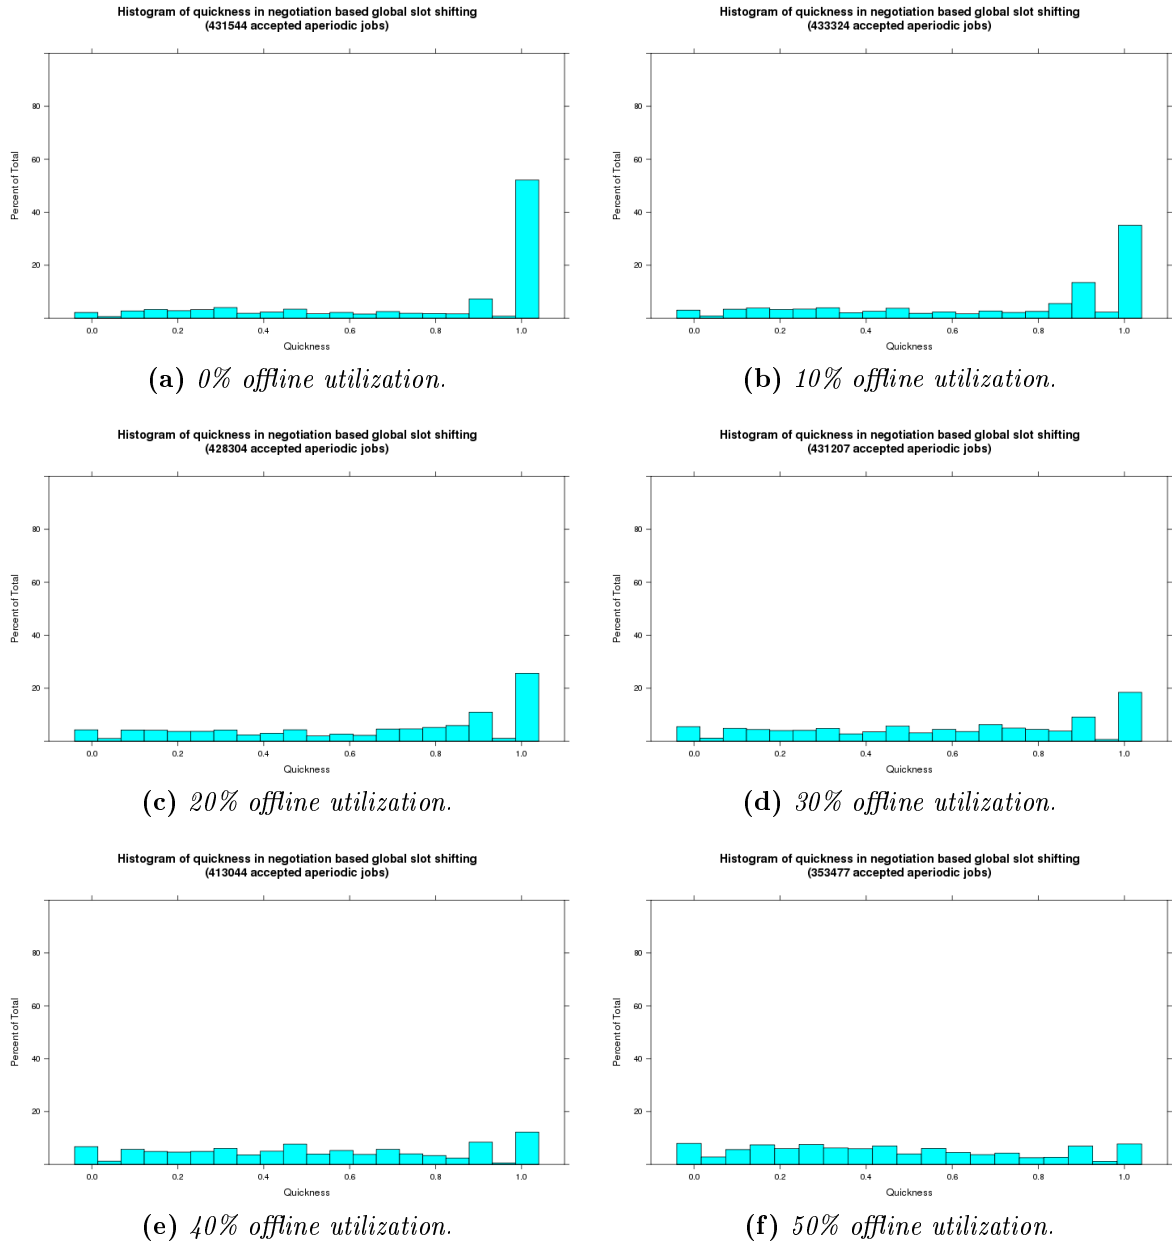 Histogram of quickness in negotiation based global slot shifting
(431544 accepted aperiodic jobs)
Percent of Total
80
60
40
20
0.0 0.2 0.4 0.6 0.8 1.0
Quickness
(a) 0% offline utilization.
Histogram of quickness in negotiation based global slot shifting
(433324 accepted aperiodic jobs)
Percent of Total
80
60
40
20
0.0 0.2 0.4 0.6 0.8 1.0
Quickness
(b) 10% offline utilization.
Histogram of quickness in negotiation based global slot shifting
(428304 accepted aperiodic jobs)
Percent of Total
80
60
40
20
0.0 0.2 0.4 0.6 0.8 1.0
Quickness
(c) 20% offline utilization.
Histogram of quickness in negotiation based global slot shifting
(431207 accepted aperiodic jobs)
Percent of Total
80
60
40
20
0.0 0.2 0.4 0.6 0.8 1.0
Quickness
(d) 30% offline utilization.
Histogram of quickness in negotiation based global slot shifting
(413044 accepted aperiodic jobs)
Percent of Total
80
60
40
20
0.0 0.2 0.4 0.6 0.8 1.0
Quickness
(e) 40% offline utilization.
Histogram of quickness in negotiation based global slot shifting
(353477 accepted aperiodic jobs)
Percent of Total
80
60
40
20
0.0 0.2 0.4 0.6 0.8 1.0
Quickness
(f) 50% offline utilization.